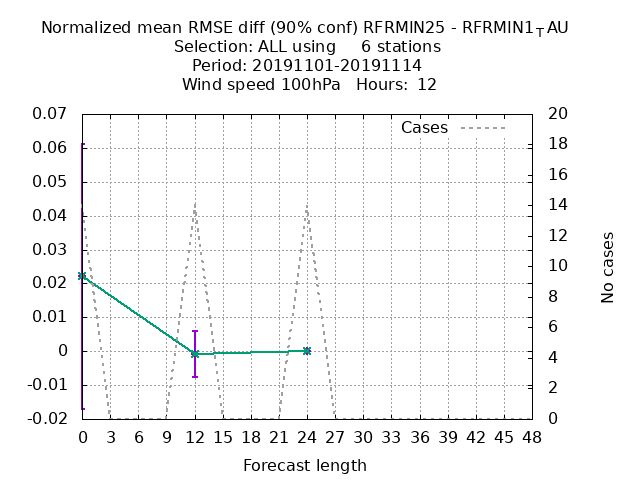 Normalized mean RMSE diff (90% conf) RFRMIN25 - RFRMIN1_TAU
Selection: ALL using 6 stations
Period: 20191101-20191114
Wind speed 100hPa Hours: 12
Cases
0.07
0.06
0.05
0.04
0.03
0.02
0.01
0
-0.01
-0.02
20
18
16
14
12
10
8
6
4
2
0
No cases
0 3 6 9 12 15 18 21 24 27 30 33 36 39 42 45 48
Forecast length